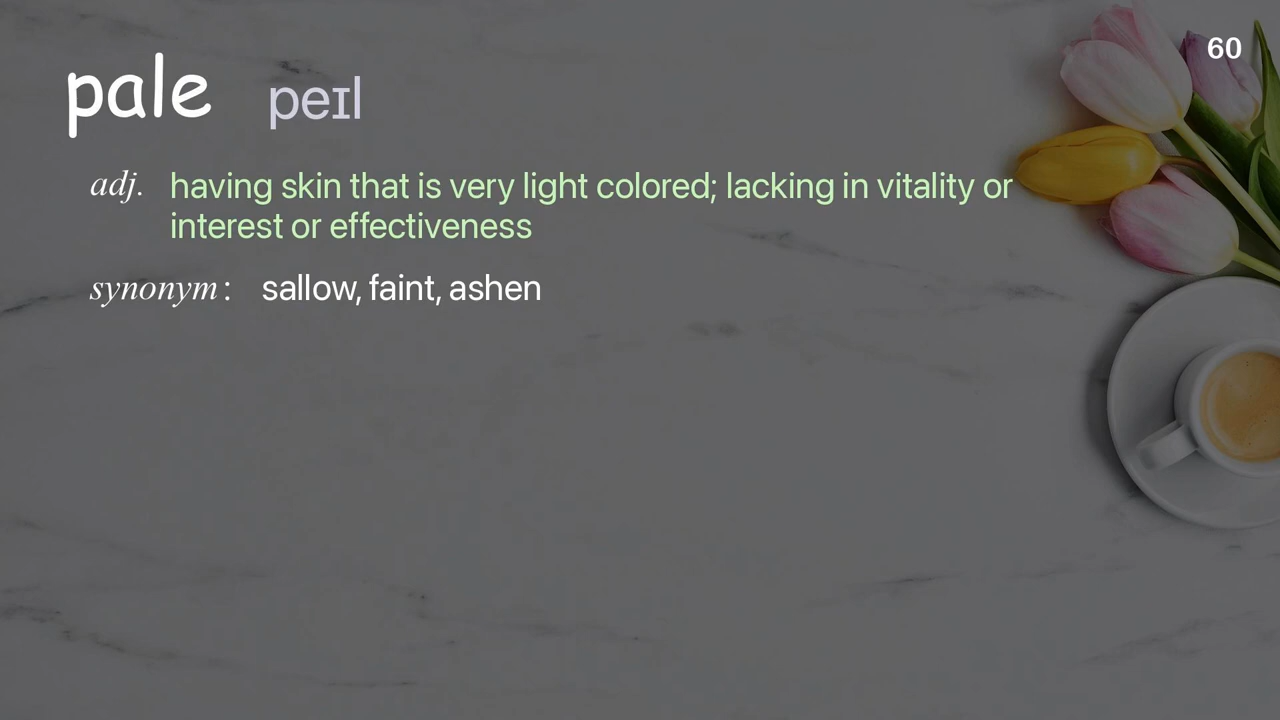 60
pale peɪl
adj. having skin that is very light colored; lacking in vitality or
interest or effectiveness
synonym : sallow, faint, ashen